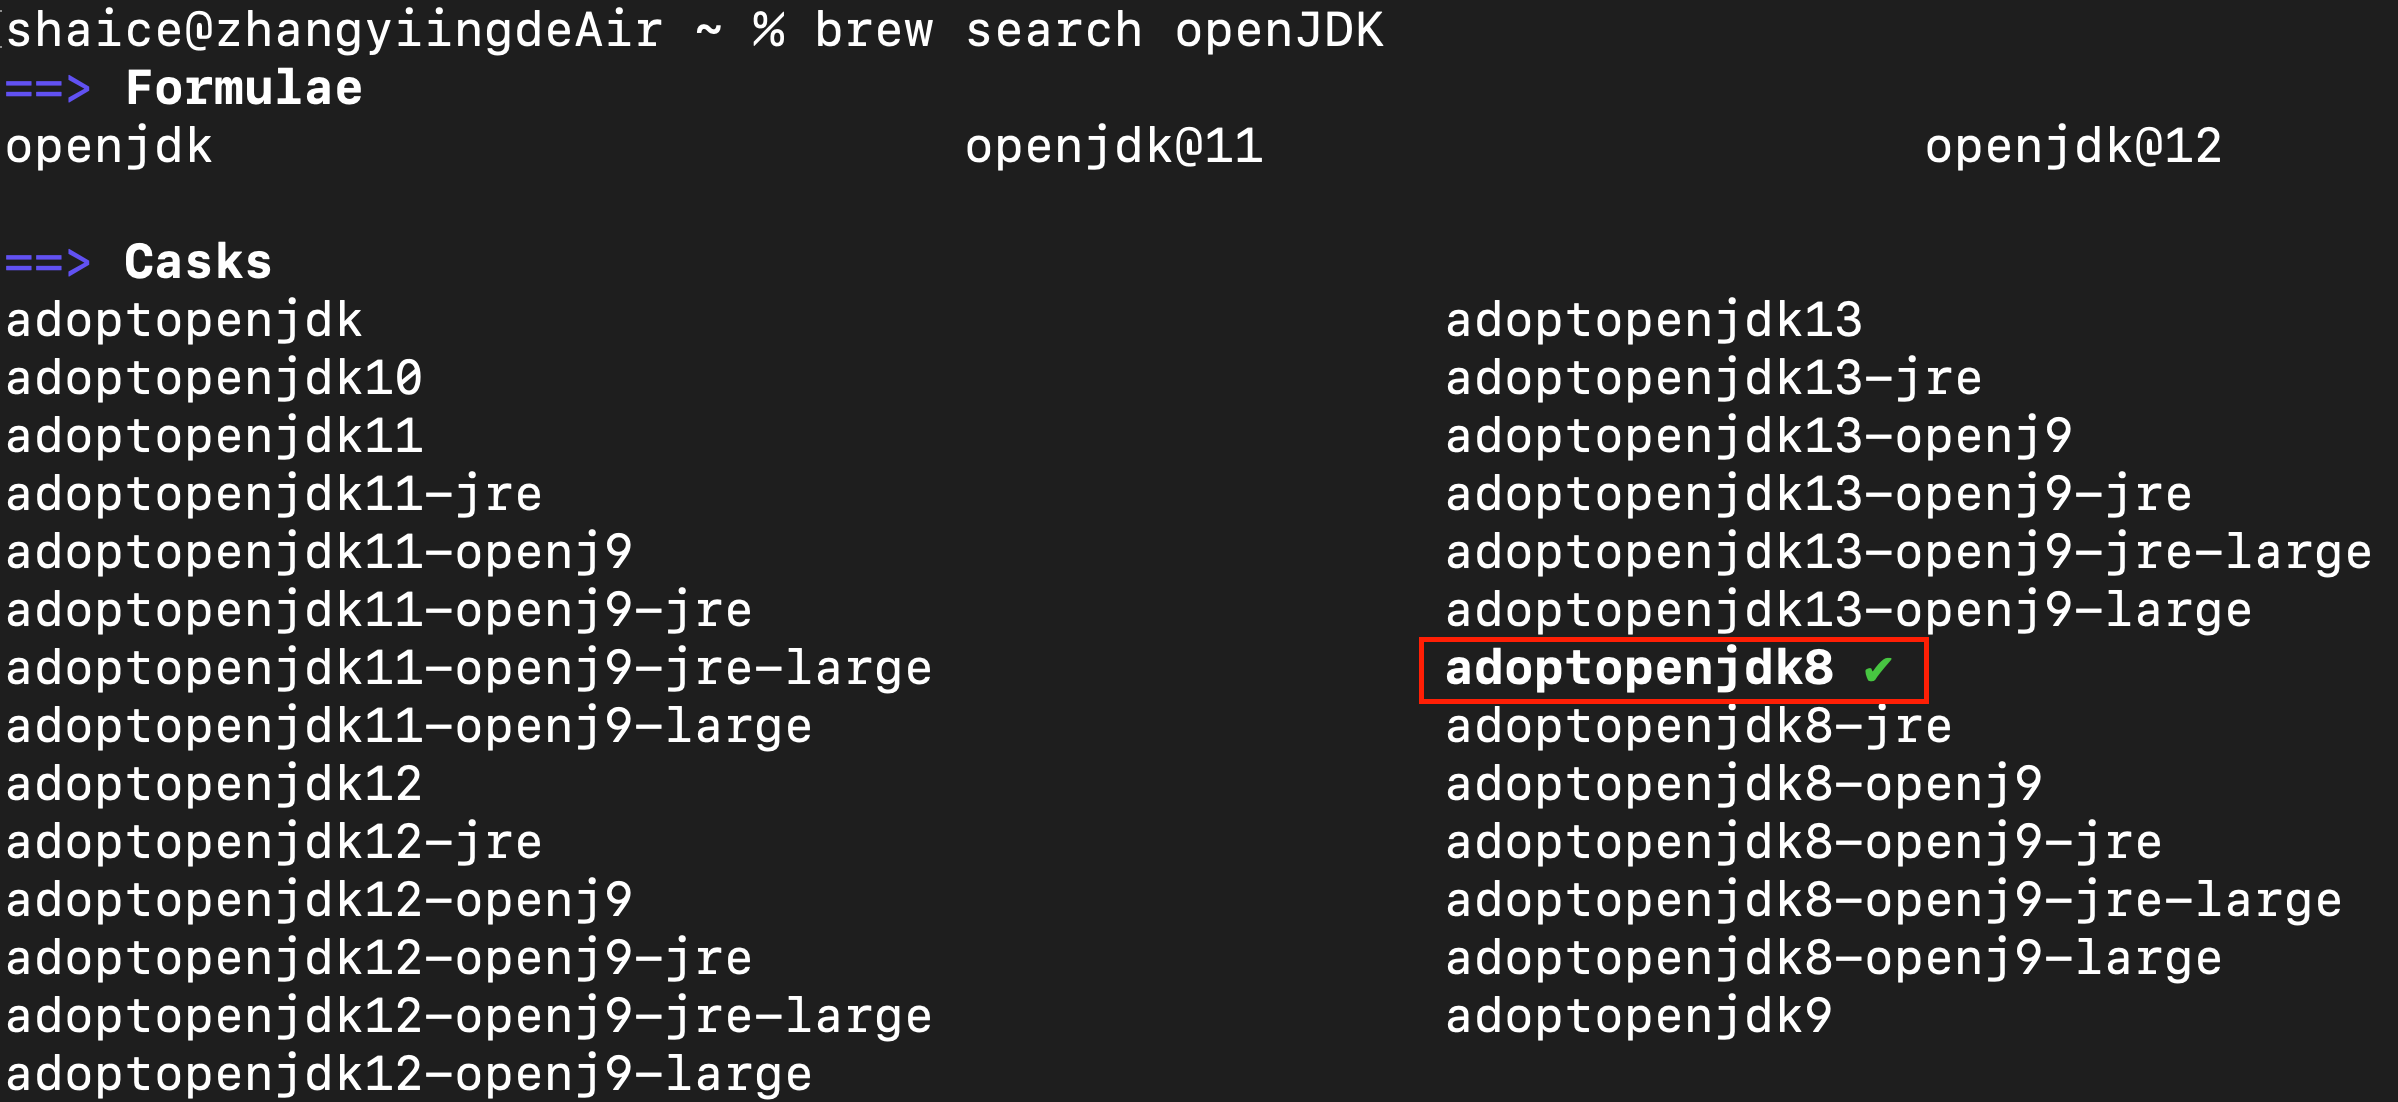 shaice@zhangyiingdeAir ~ % brew search openJDK
==> Formulae
openjdk openjdk@11 openjdk@12
==> Casks
adoptopenjdk adoptopenjdk13
adoptopenjdk10 adoptopenjdk13-jre
adoptopenjdk11 adoptopenjdk13-openj9
adoptopenjdk11-jre adoptopenjdk13-openj9-jre
adoptopenjdk11-openj9 adoptopenjdk13-openj9-jre-large
adoptopenjdk11-openj9-jre adoptopenjdk13-openj9-large
adoptopenjdk11-openj9-jre-large adoptopenjdk8 ✔
adoptopenjdk11-openj9-large adoptopenjdk8-jre
adoptopenjdk12 adoptopenjdk8-openj9
adoptopenjdk12-jre adoptopenjdk8-openj9-jre
adoptopenjdk12-openj9 adoptopenjdk8-openj9-jre-large
adoptopenjdk12-openj9-jre adoptopenjdk8-openj9-large
adoptopenjdk12-openj9-jre-large adoptopenjdk9
adoptopenjdk12-openj9-large